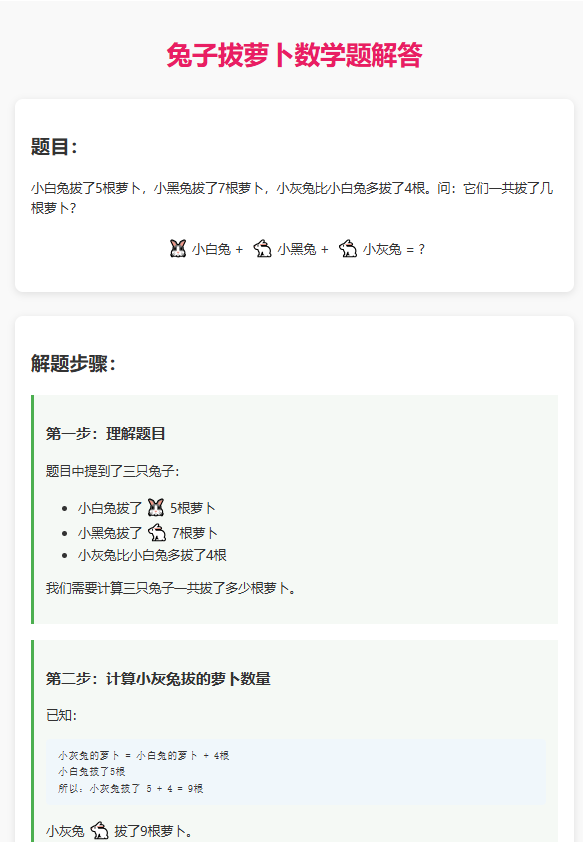 兔子拔萝卜数学题解答
题目：
小白兔拔了5根萝卜，小黑兔拔了7根萝卜，小灰兔比小白兔多拔了4根。问：它们一共拔了几
根萝卜？
小白兔 + 小黑兔 + 小灰兔 = ?
解题步骤：
第一步：理解题目
题目中提到了三只兔子：
小白兔拔了 5根萝卜
小黑兔拔了 7根萝卜
小灰兔比小白兔多拔了4根
我们需要计算三只兔子一共拔了多少根萝卜。
第二步：计算小灰兔拔的萝卜数量
已知：
小灰兔的萝卜 = 小白兔的萝卜 + 4根
小白兔拔了5根
所以：小灰兔拔了 5 + 4 = 9根
小灰兔 拔了9根萝卜。